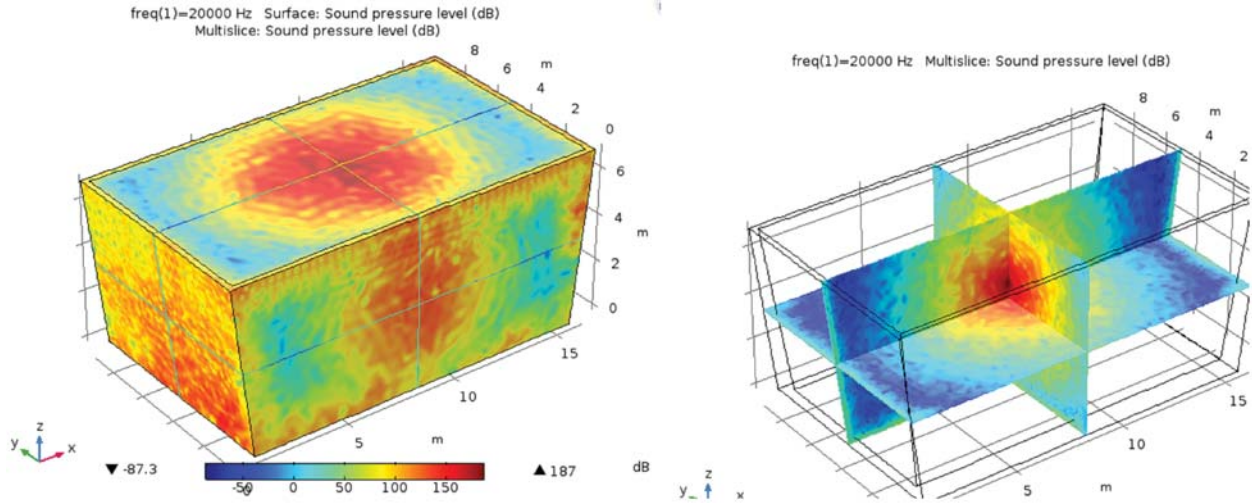 freq(1)=20000 Hz Surface: Sound pressure level (dB)
Multislice: Sound pressure level (dB)
8
m
6
4
2
0
6
4
m
2
0
15
10
5
m
y z x
▼ -87.3
-50
0
50
100
150
▲ 187
dB
freq(1)=20000 Hz Multislice: Sound pressure level (dB)
8
m
6
4
2
15
10
5
m
y z x